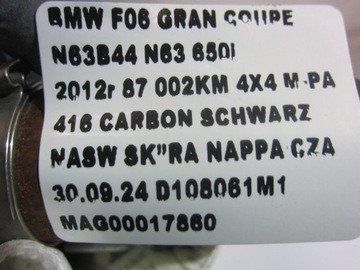 BMW F06 GRAN COUPE
N63B44 N63 650i
2012r 87 002KM 4X4 M-PA
416 CARBON SCHWARZ
NASW SK"RA NAPPA CZA
30.09.24 D108061M1
MAG00017860